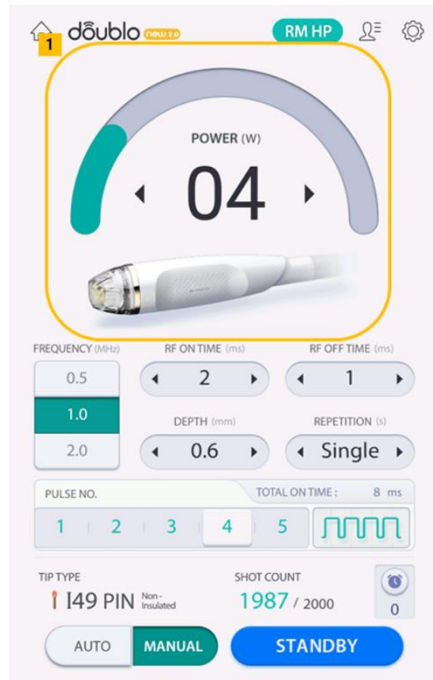 1
doublo new 2.0 RM HP
POWER (W)
04
FREQUENCY (MHz) RF ON TIME (ms) RF OFF TIME (ms)
0.5
1.0
2.0
2 1
DEPTH (mm) REPETITION (s)
0.6 Single
PULSE NO. TOTAL ON TIME : 8 ms
1 2 3 4 5
TIP TYPE SHOT COUNT
I49 PIN Non-
Insulated
1987 / 2000
0
AUTO MANUAL STANDBY